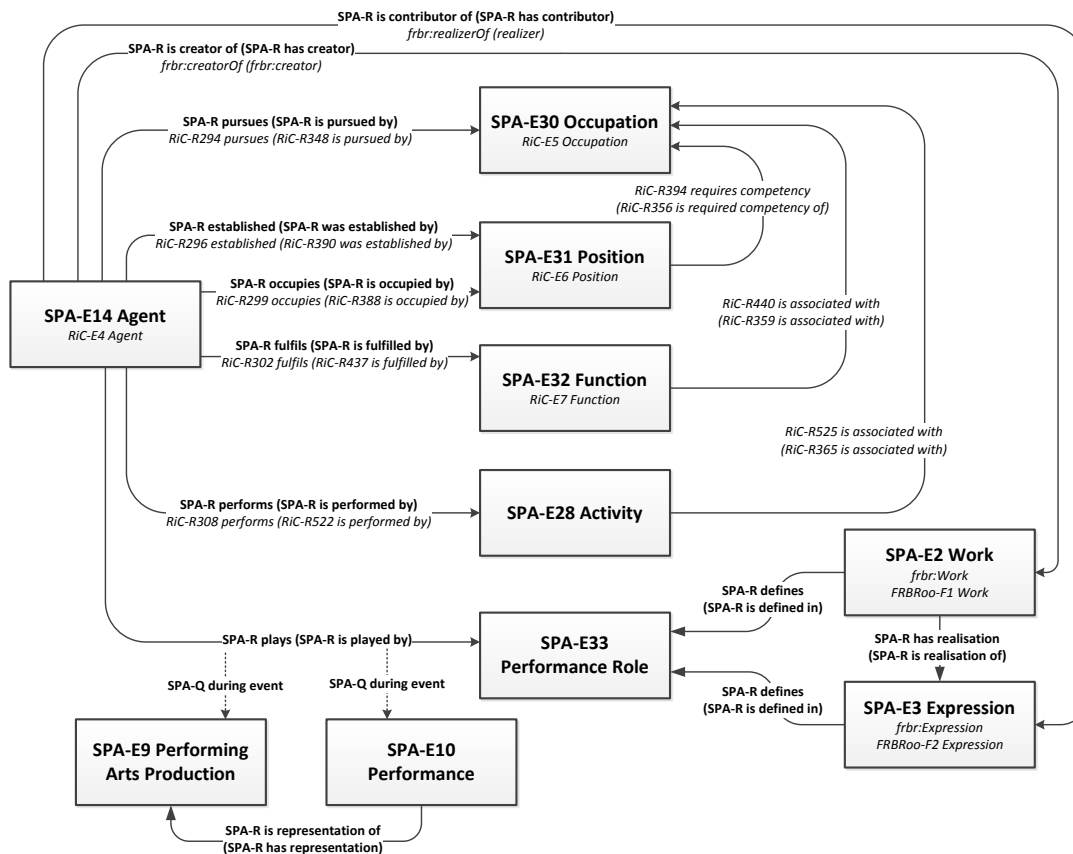 SPA-R is contributor of (SPA-R has contributor)
frbr:realizerOf (realizer)
SPA-R is creator of (SPA-R has creator)
frbr:creatorOf (frbr:creator)
SPA-R pursues (SPA-R is pursued by)
RiC-R294 pursues (RiC-R348 is pursued by)
SPA-E30 Occupation
RiC-E5 Occupation
RiC-R394 requires competency
(RiC-R356 is required competency of)
SPA-R established (SPA-R was established by)
RiC-R296 established (RiC-R390 was established by)
SPA-E31 Position
RiC-E6 Position
SPA-R occupies (SPA-R is occupied by)
RiC-R299 occupies (RiC-R388 is occupied by)
SPA-E14 Agent
RiC-E4 Agent
RiC-R440 is associated with
(RiC-R359 is associated with)
SPA-R fulfils (SPA-R is fulfilled by)
RiC-R302 fulfils (RiC-R437 is fulfilled by)
SPA-E32 Function
RiC-E7 Function
RiC-R525 is associated with
(RiC-R365 is associated with)
SPA-R performs (SPA-R is performed by)
RiC-R308 performs (RiC-R522 is performed by)
SPA-E28 Activity
SPA-E2 Work
frbr:Work
FRBRoo-F1 Work
SPA-R defines
(SPA-R is defined in)
SPA-R plays (SPA-R is played by)
SPA-E33
Performance Role
SPA-R has realisation
(SPA-R is realisation of)
SPA-Q during event
SPA-Q during event
SPA-R defines
(SPA-R is defined in)
SPA-E3 Expression
frbr:Expression
FRBRoo-F2 Expression
SPA-E9 Performing
Arts Production
SPA-E10
Performance
SPA-R is representation of
(SPA-R has representation)